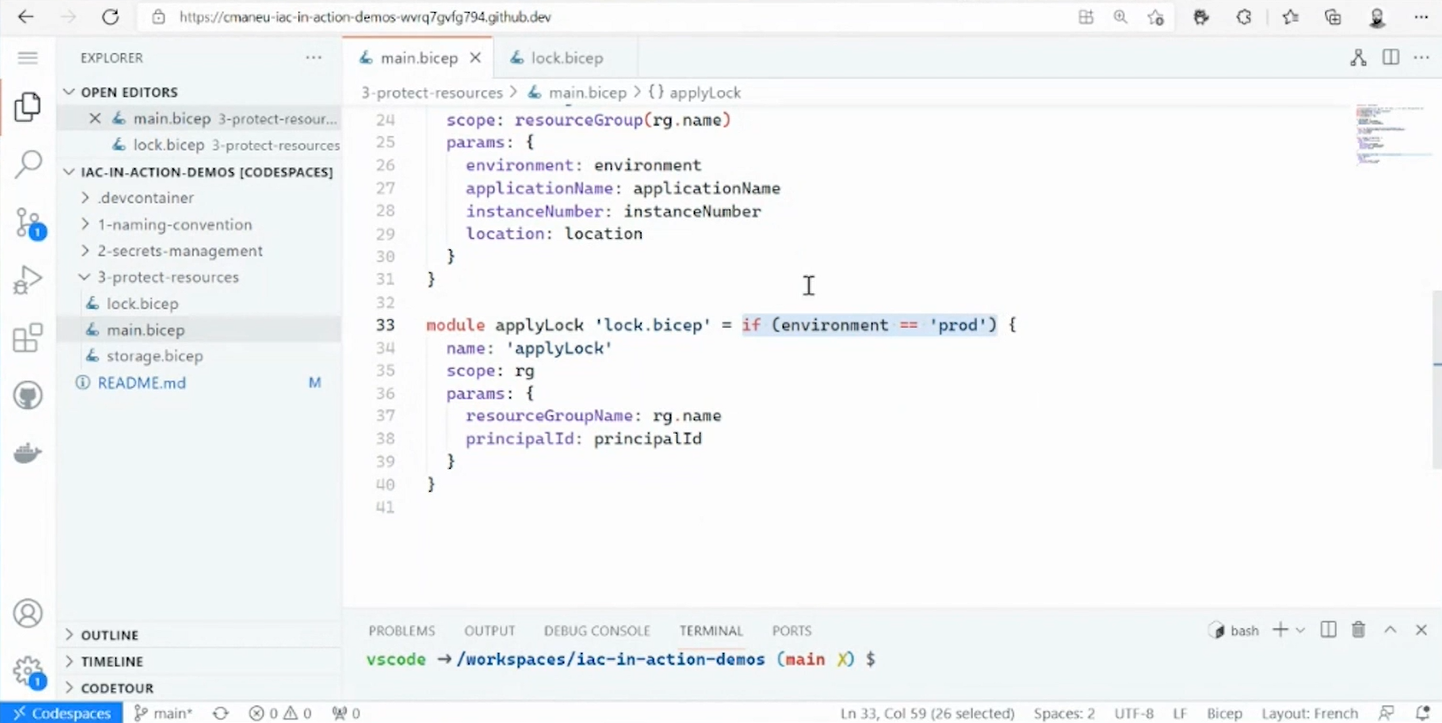 https://cmaneu-iac-in-action-demos-wvrq7gvfg794.github.dev
EXPLORER
main.bicep
lock.bicep
OPEN EDITORS
3-protect-resources > main.bicep > {} applyLock
main.bicep 3-protect-resour...
lock.bicep 3-protect-resources
IAC-IN-ACTION-DEMOS [CODESPACES]
.devcontainer
1-naming-convention
2-secrets-management
3-protect-resources
lock.bicep
main.bicep
storage.bicep
README.md M
24 scope: resourceGroup(rg.name)
25 params: {
26 environment: environment
27 applicationName: applicationName
28 instanceNumber: instanceNumber
29 location: location
30 }
31 }
32
33 module applyLock 'lock.bicep' = if (environment == 'prod') {
34 name: 'applyLock'
35 scope: rg
36 params: {
37 resourceGroupName: rg.name
38 principalId: principalId
39 }
40 }
41
1
1
OUTLINE
TIMELINE
CODETOUR
PROBLEMS OUTPUT DEBUG CONSOLE TERMINAL PORTS
bash
vscode → /workspaces/iac-in-action-demos (main X) $
Codespaces main* 0 0 0 Ln 33, Col 59 (26 selected) Spaces: 2 UTF-8 LF Bicep Layout: French